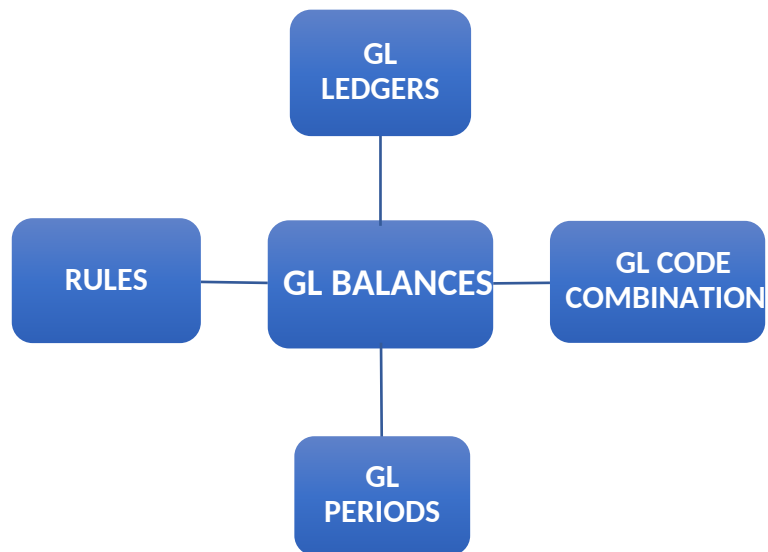 GL
LEDGERS
RULES
GL BALANCES
GL CODE
COMBINATION
GL
PERIODS